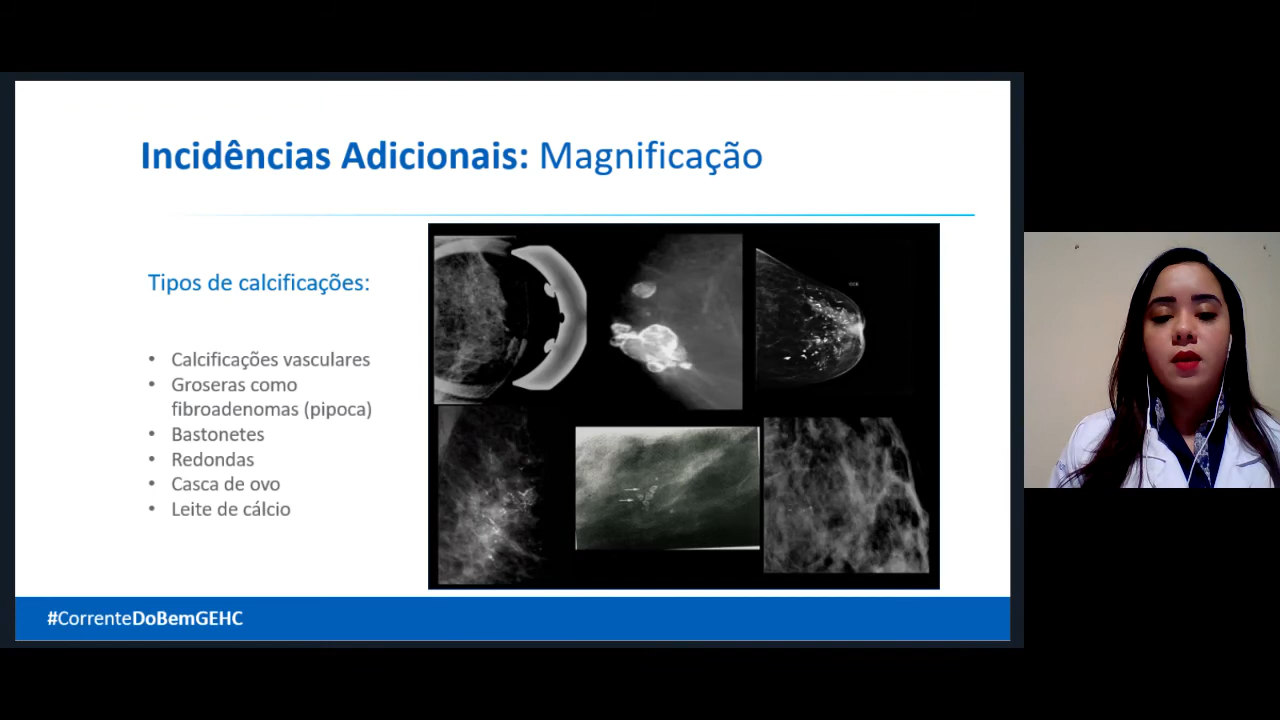 Incidências Adicionais: Magnificação
Tipos de calcificações:
• Calcificações vasculares
• Groseras como
fibroadenomas (pipoca)
• Bastonetes
• Redondas
• Casca de ovo
• Leite de cálcio
#CorrenteDoBemGEHC